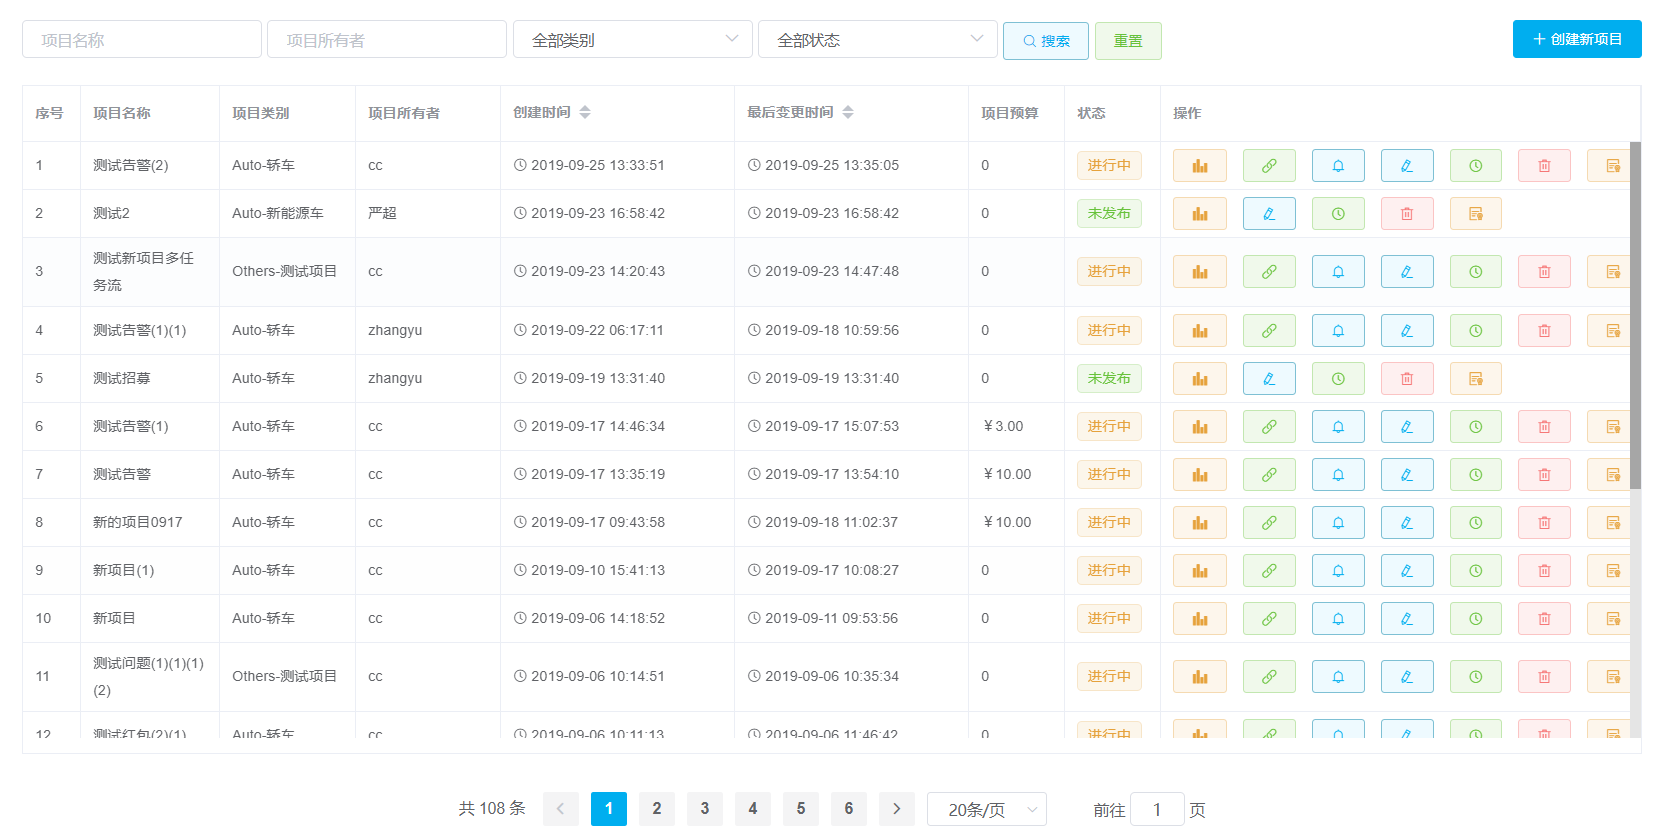 项目名称 项目所有者 全部类别 全部状态 搜索 重置 创建新项目
序号 项目名称 项目类别 项目所有者 创建时间 最后变更时间 项目预算 状态 操作
1 测试告警(2) Auto-轿车 cc 2019-09-25 13:33:51 2019-09-25 13:35:05 0 进行中
2 测试2 Auto-新能源车 严超 2019-09-23 16:58:42 2019-09-23 16:58:42 0 未发布
3 测试新项目多任 Others-测试项目 cc 2019-09-23 14:20:43 2019-09-23 14:47:48 0 进行中
务流
4 测试告警(1)(1) Auto-轿车 zhangyu 2019-09-22 06:17:11 2019-09-18 10:59:56 0 进行中
5 测试招募 Auto-轿车 zhangyu 2019-09-19 13:31:40 2019-09-19 13:31:40 0 未发布
6 测试告警(1) Auto-轿车 cc 2019-09-17 14:46:34 2019-09-17 15:07:53 ¥3.00 进行中
7 测试告警 Auto-轿车 cc 2019-09-17 13:35:19 2019-09-17 13:54:10 ¥10.00 进行中
8 新的项目0917 Auto-轿车 cc 2019-09-17 09:43:58 2019-09-18 11:02:37 ¥10.00 进行中
9 新项目(1) Auto-轿车 cc 2019-09-10 15:41:13 2019-09-17 10:08:27 0 进行中
10 新项目 Auto-轿车 cc 2019-09-06 14:18:52 2019-09-11 09:53:56 0 进行中
11 测试问题(1)(1)(1) Others-测试项目 cc 2019-09-06 10:14:51 2019-09-06 10:35:34 0 进行中
(2)
12 测试红包(2)(1) Auto-轿车 cc 2019-09-06 10:11:13 2019-09-06 11:46:42 0 进行中
共 108 条 1 2 3 4 5 6 20条/页 前往 1 页